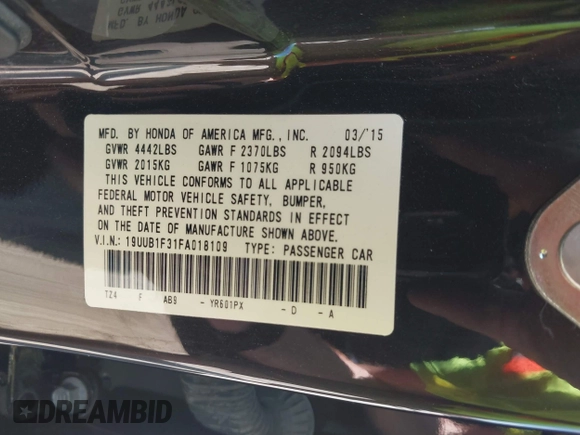 MFD. BY HONDA OF AMERICA MFG., INC. 03/'15
GVWR 4442LBS GAWR F 2370LBS R 2094LBS
GVWR 2015KG GAWR F 1075KG R 950KG
THIS VEHICLE CONFORMS TO ALL APPLICABLE
FEDERAL MOTOR VEHICLE SAFETY, BUMPER,
AND THEFT PREVENTION STANDARDS IN EFFECT
ON THE DATE OF MANUFACTURE SHOWN ABOVE.
V.I.N.: 19UUB1F31FA018109 TYPE: PASSENGER CAR
TZ4 F AB9 - YR601PX - D - A
DREAMBID